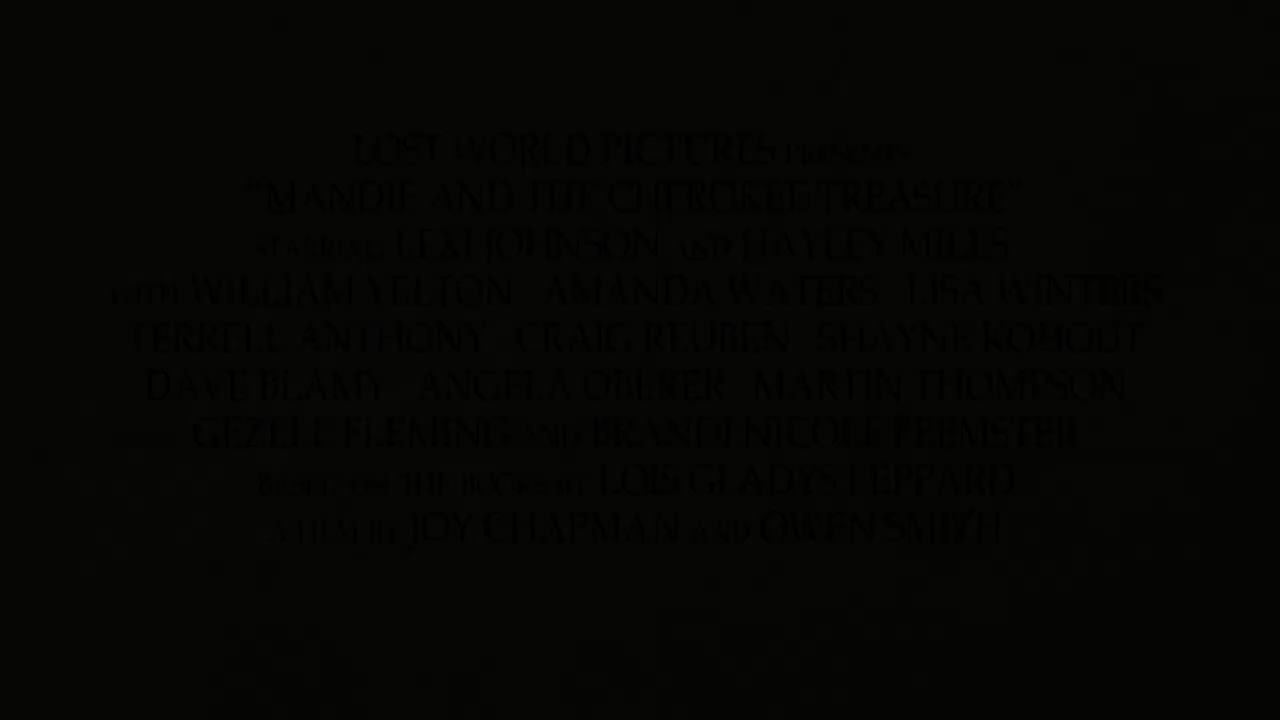 LOST WORLD PICTURES PRESENTS
"MANDIE AND THE CHEROKEE TREASURE"
STARRING LEXI JOHNSON AND HAYLEY MILLS
WITH WILLIAM YELTON AMANDA WATERS LISA WINTERS
TERRELL ANTHONY CRAIG REUBEN SHAYNE KOHOUT
DAVE BLAMY ANGELA OBERER MARTIN THOMPSON
GEZELL FLEMING AND BRANDI NICOLE FEEMSTER
BASED ON THE BOOKS BY LOIS GLADYS LEPPARD
A FILM BY JOY CHAPMAN AND OWEN SMITH